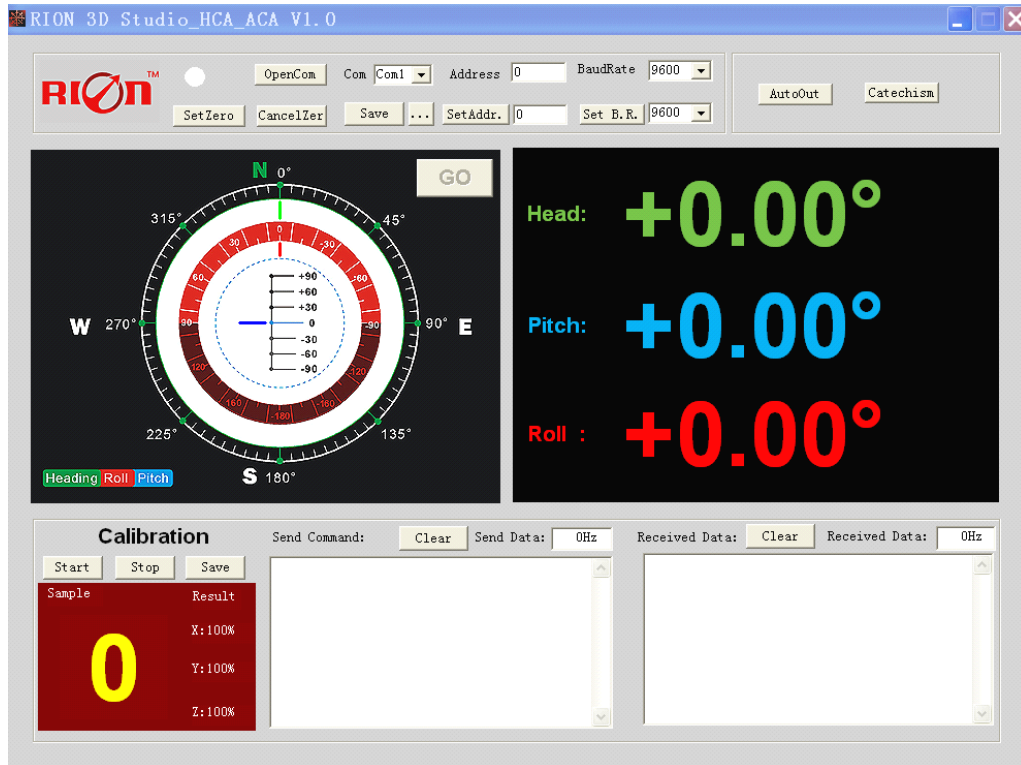 RION 3D Studio_HCA_ACA V1.0
RION™
OpenCom Com Com1 Address 0 BaudRate 9600
SetZero CancelZer Save ... SetAddr. 0 Set B.R. 9600
AutoOut Catechism
GO
N 0°
45°
90° E
135°
S 180°
225°
W 270°
315°
0
30 -30
60 -60
90 -90
120 -120
160 -160
-180
+90
+60
+30
0
-30
-60
-90
Heading Roll Pitch
Head: +0.00°
Pitch: +0.00°
Roll : +0.00°
Calibration
Start Stop Save
Sample Result
0
X:100%
Y:100%
Z:100%
Send Command: Clear Send Data: 0Hz
Received Data: Clear Received Data: 0Hz